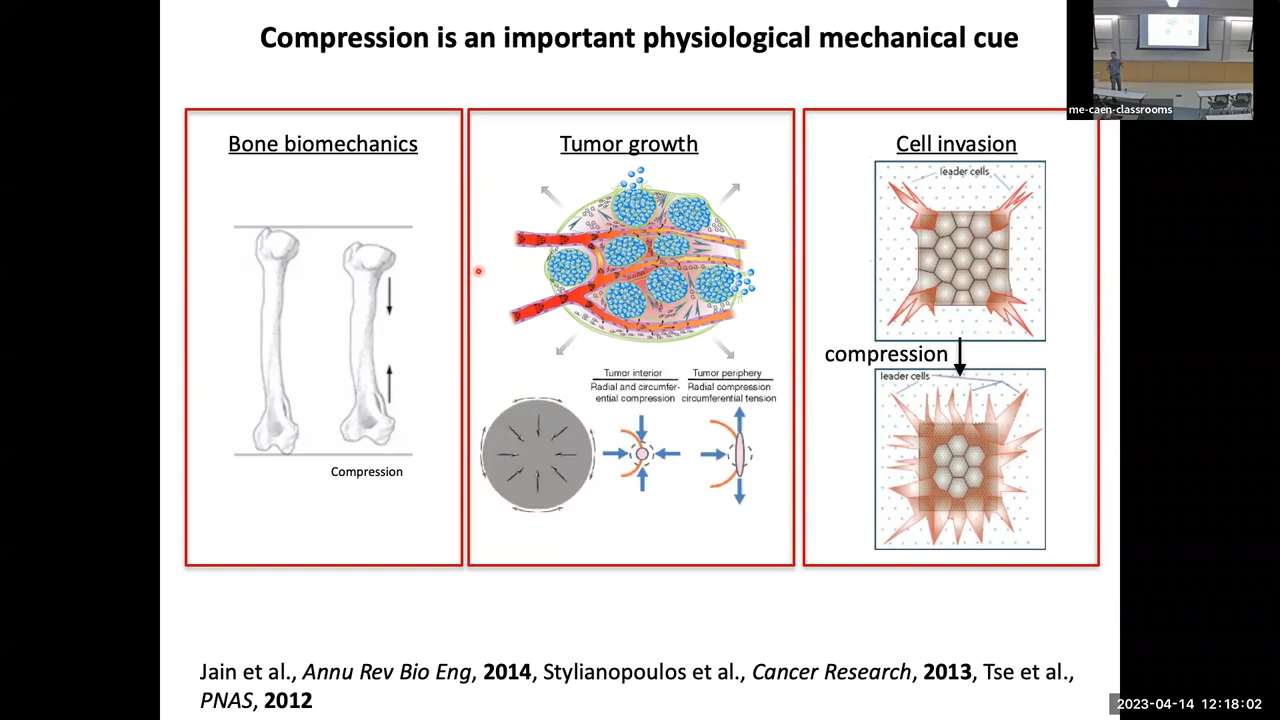 Compression is an important physiological mechanical cue
me-caen-classrooms
Bone biomechanics
Compression
Tumor growth
Tumor interior
Radial and circumfer-
ential compression
Tumor periphery
Radial compression
circumferential tension
Cell invasion
leader cells
compression
leader cells
Jain et al., Annu Rev Bio Eng, 2014, Stylianopoulos et al., Cancer Research, 2013, Tse et al.,
PNAS, 2012
2023-04-14 12:18:02